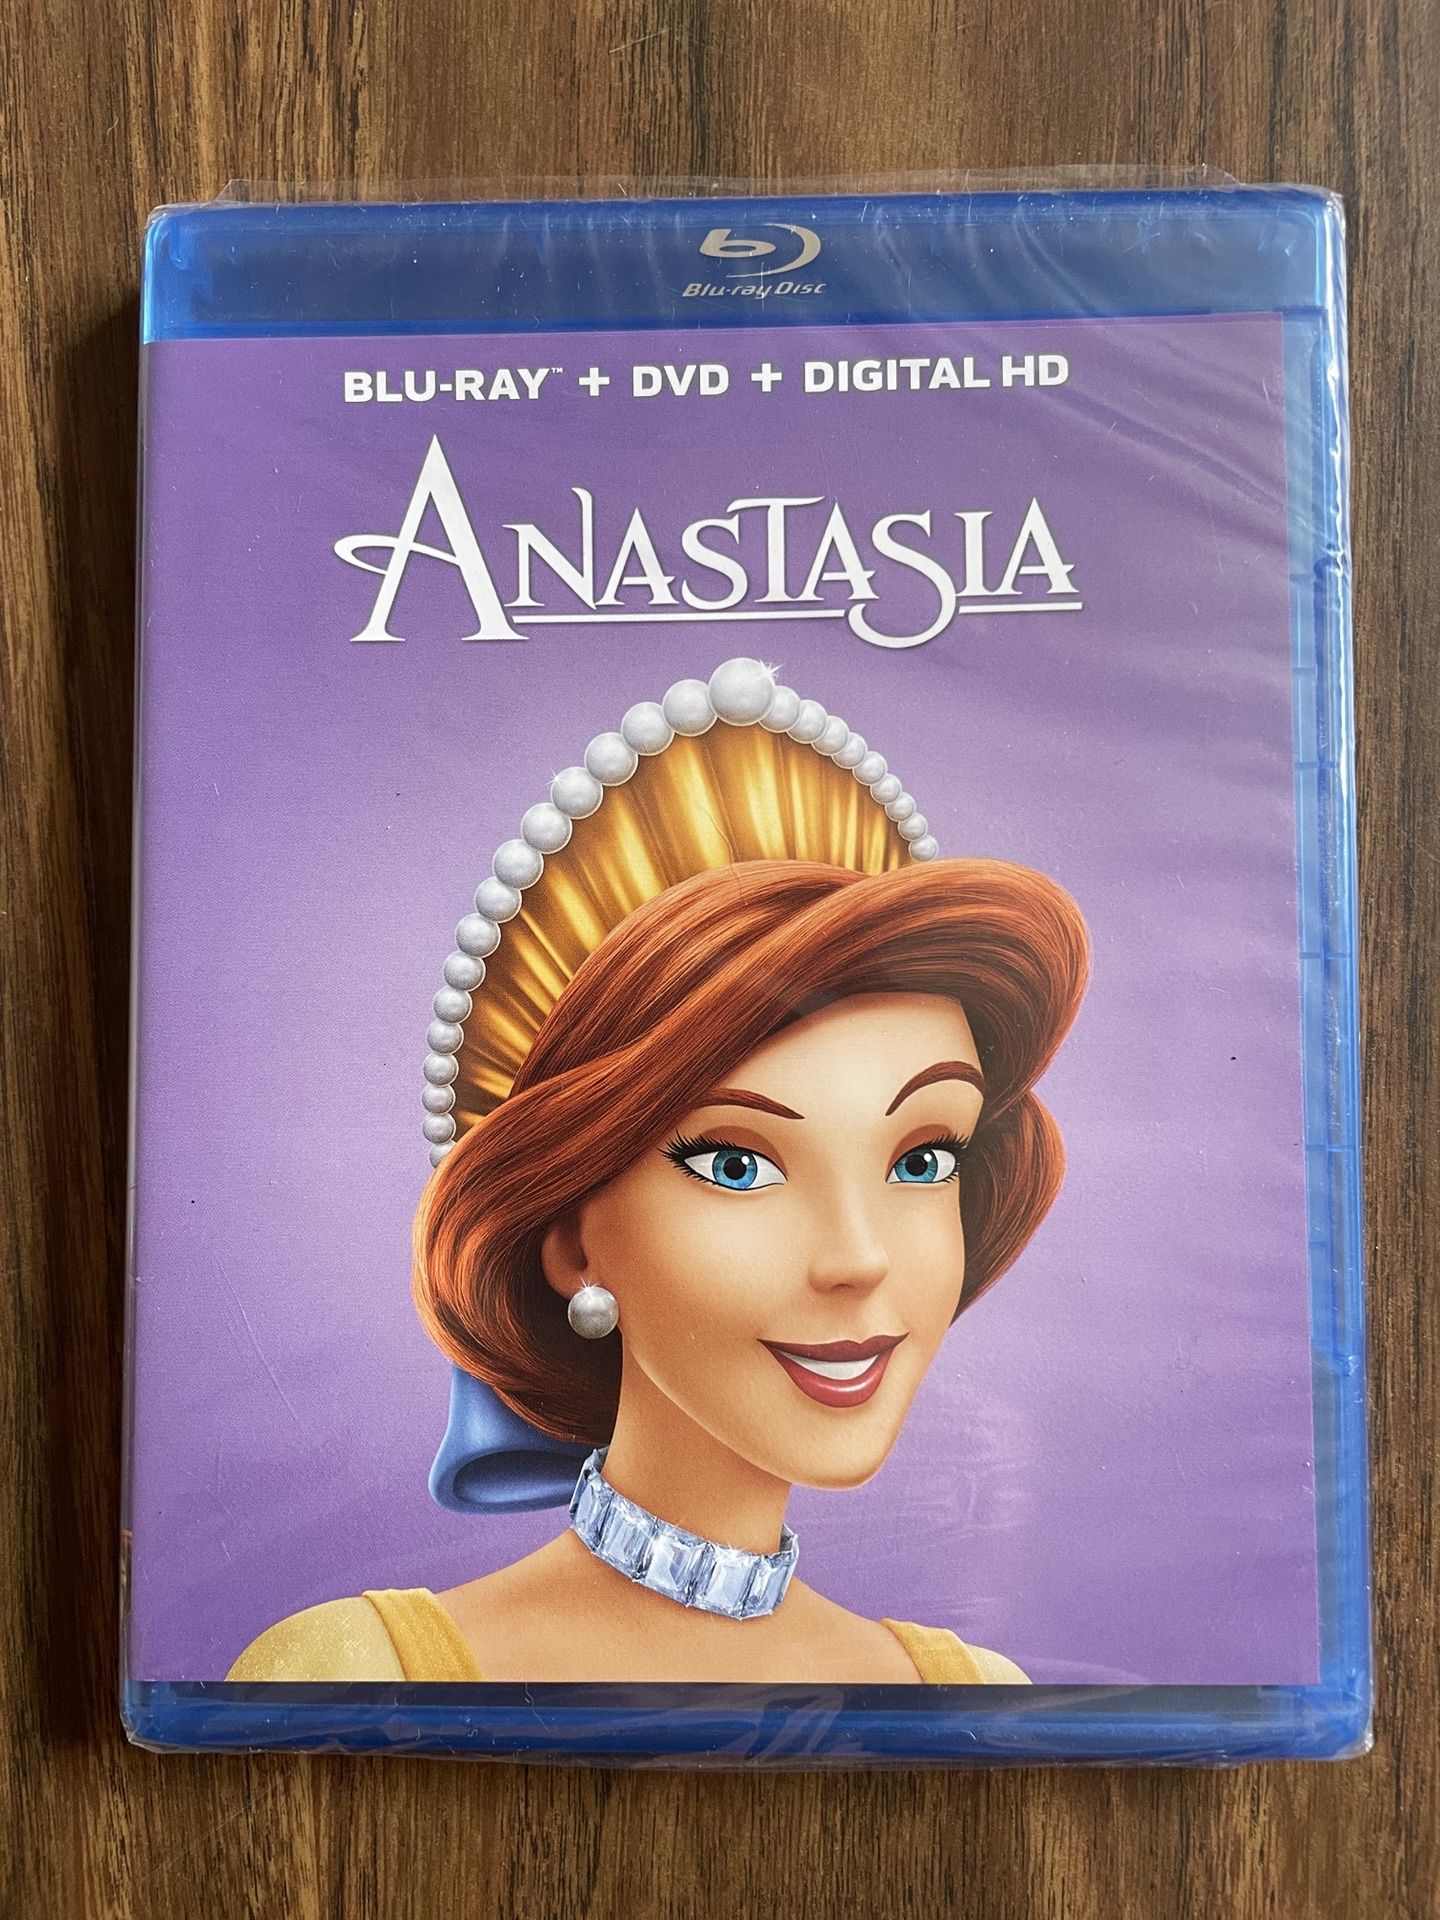 Blu-ray Disc
BLU-RAY™ + DVD + DIGITAL HD
ANASTASIA